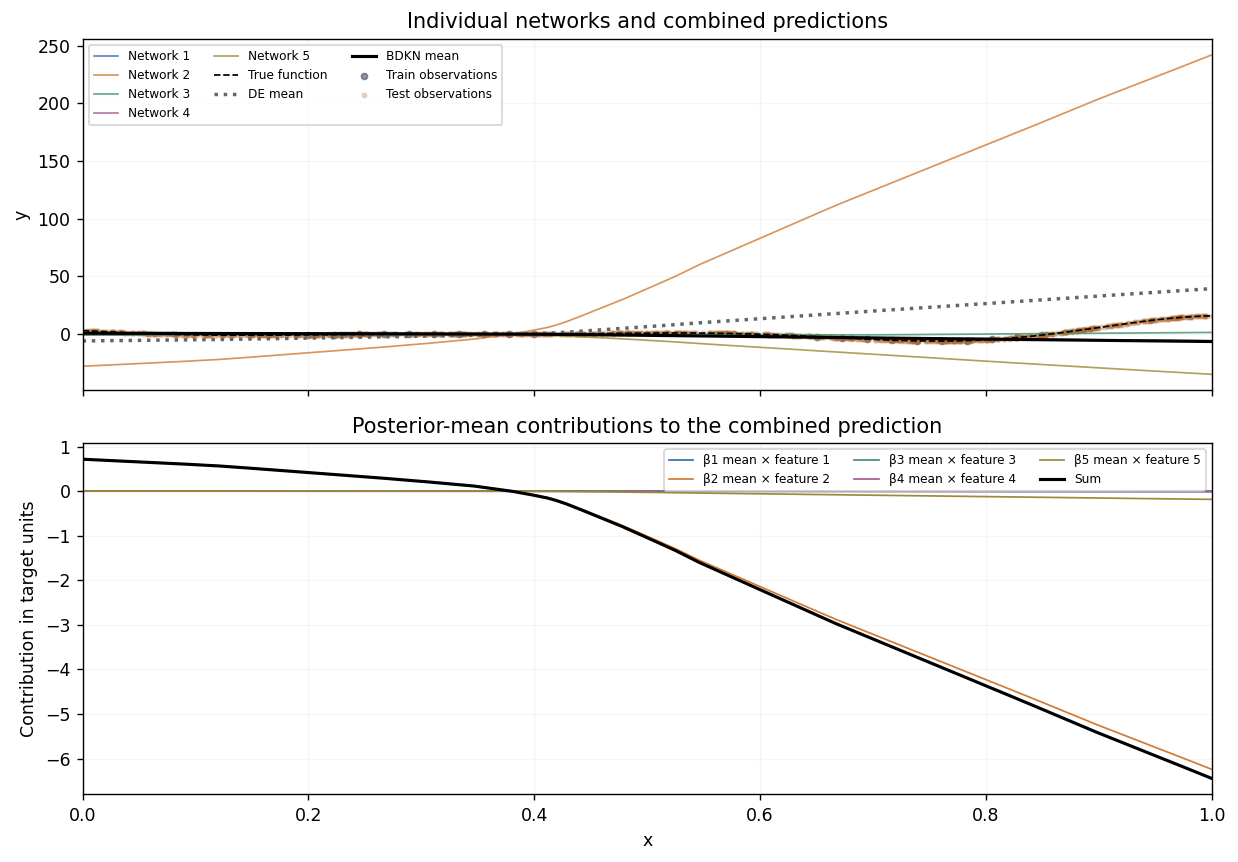 Individual networks and combined predictions
250
200
150
100
50
0
y
Network 1
Network 2
Network 3
Network 4
Network 5
True function
DE mean
BDKN mean
Train observations
Test observations
Posterior-mean contributions to the combined prediction
1
0
−1
−2
−3
−4
−5
−6
Contribution in target units
β1 mean × feature 1
β2 mean × feature 2
β3 mean × feature 3
β4 mean × feature 4
β5 mean × feature 5
Sum
0.0 0.2 0.4 0.6 0.8 1.0
x